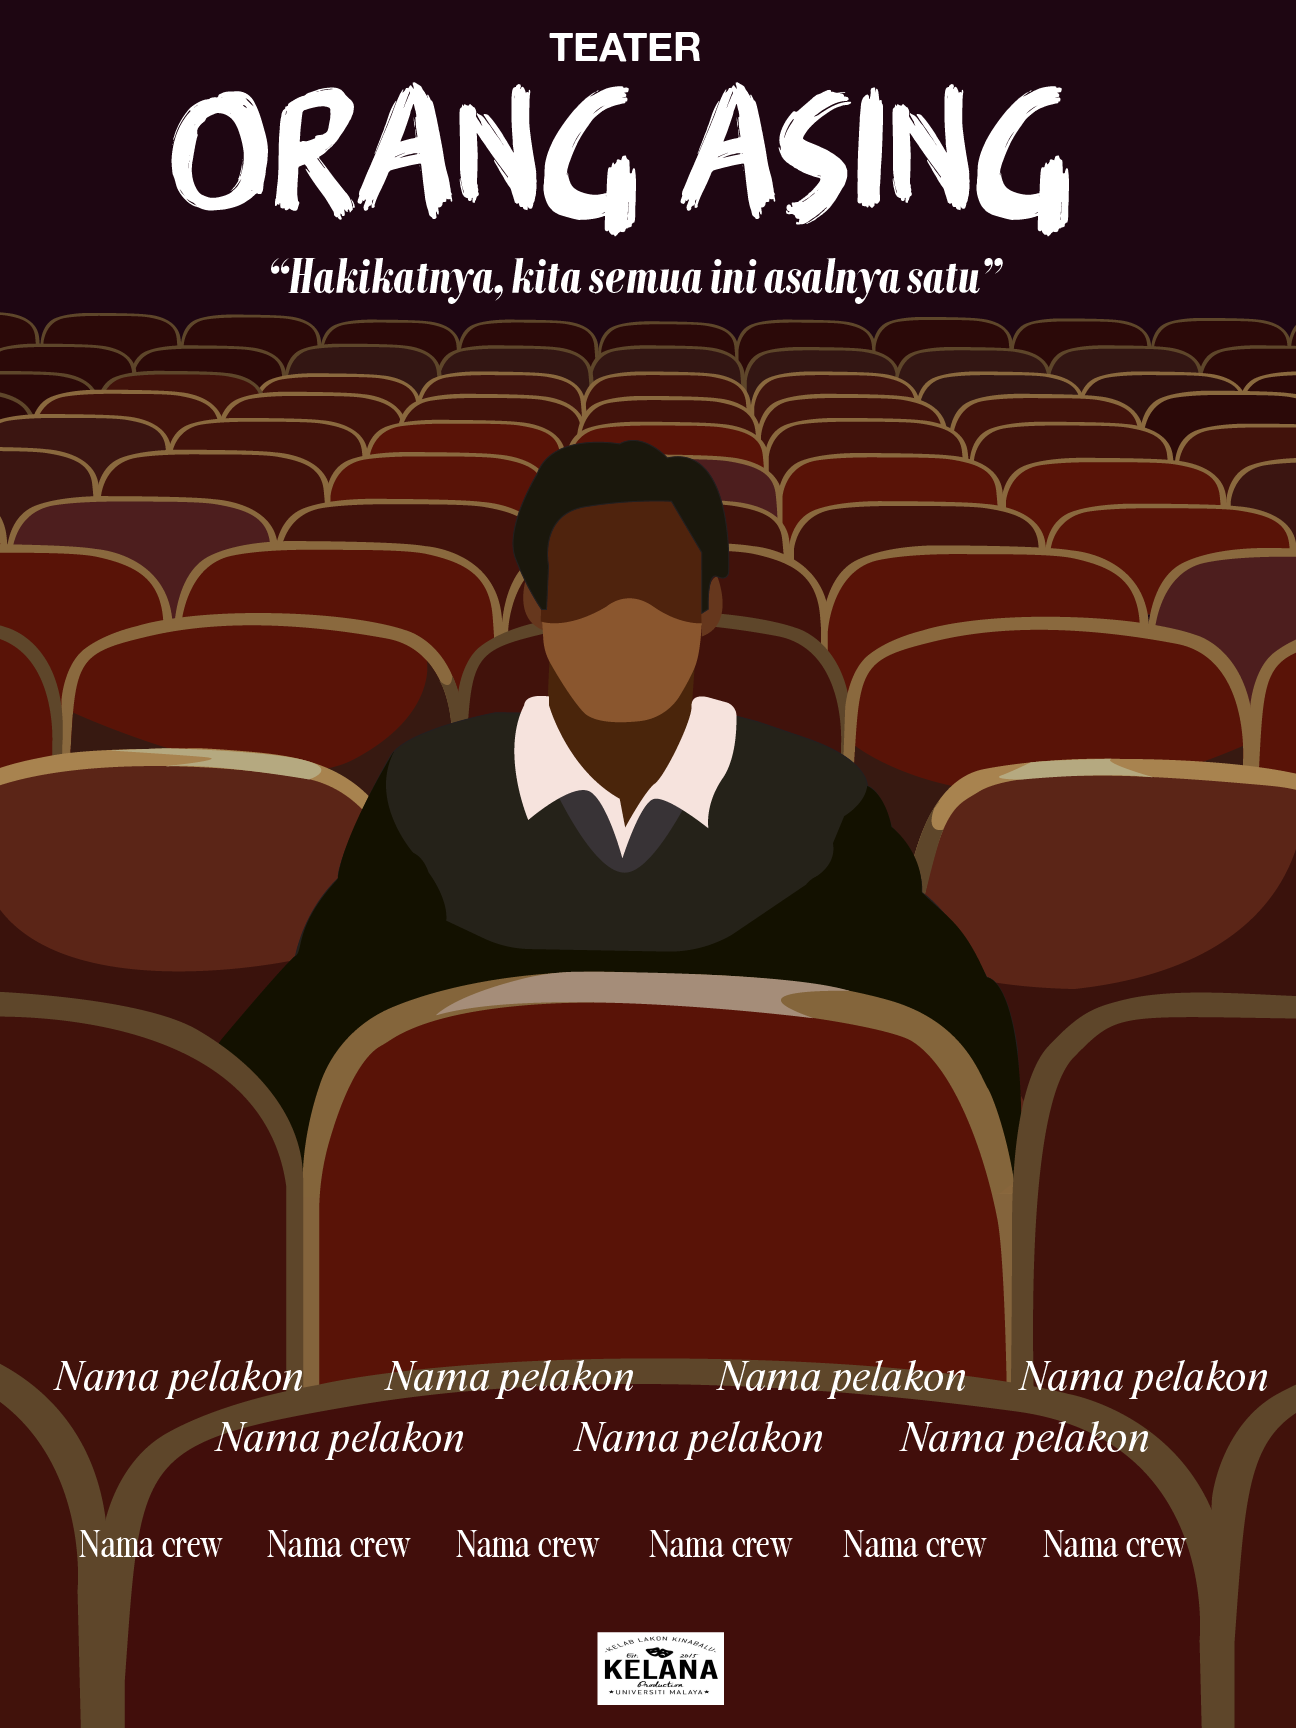 TEATER
ORANG ASING
“Hakikatnya, kita semua ini asalnya satu”
Nama pelakon Nama pelakon Nama pelakon Nama pelakon
Nama pelakon Nama pelakon Nama pelakon
Nama crew Nama crew Nama crew Nama crew Nama crew Nama crew
KELAB LAKON KINABALU
Est. 2015
KELANA
Production
UNIVERSITI MALAYA